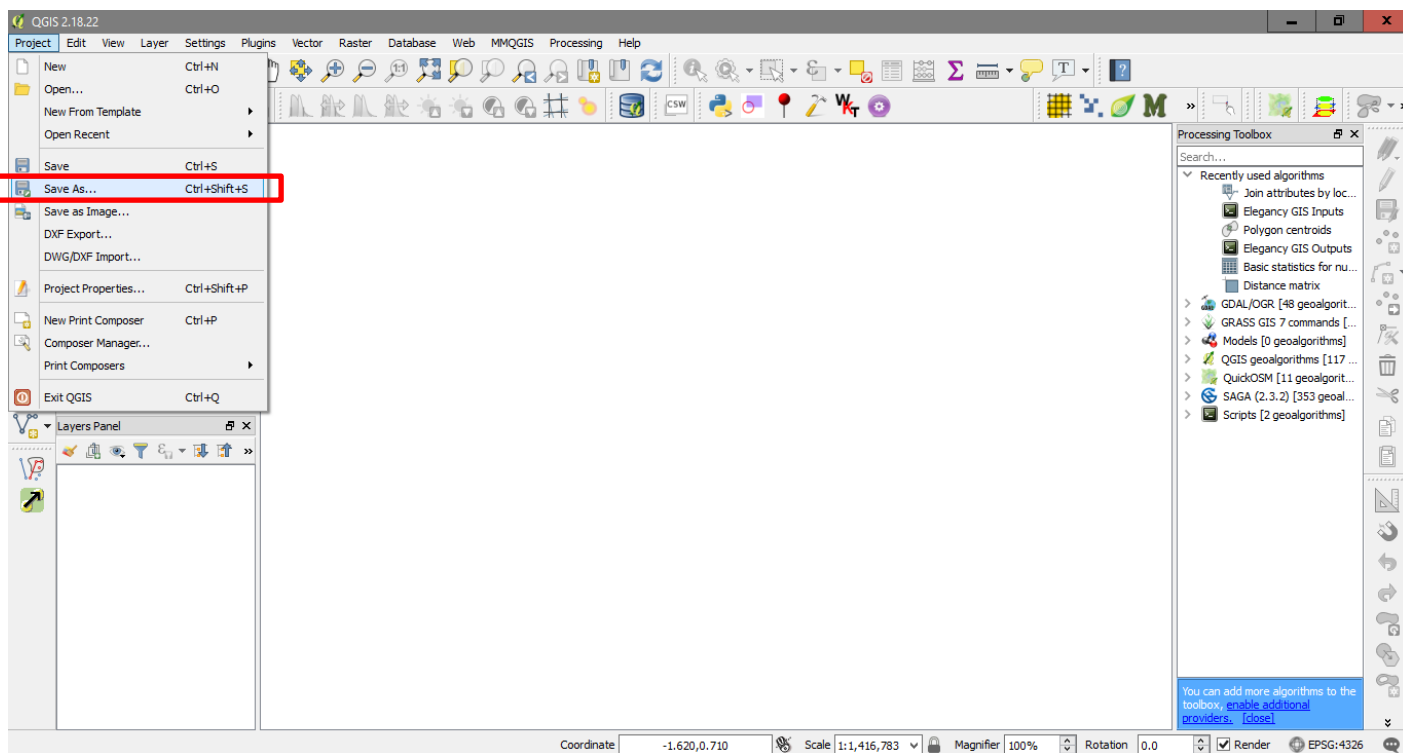 QGIS 2.18.22
Project Edit View Layer Settings Plugins Vector Raster Database Web MMQGIS Processing Help
New Ctrl+N
Open... Ctrl+O
New From Template
Open Recent
Save Ctrl+S
Save As... Ctrl+Shift+S
Save as Image...
DXF Export...
DWG/DXF Import...
Project Properties... Ctrl+Shift+P
New Print Composer Ctrl+P
Composer Manager...
Print Composers
Exit QGIS Ctrl+Q
CSW
Layers Panel
Processing Toolbox
Search...
Recently used algorithms
Join attributes by loc...
Elegancy GIS Inputs
Polygon centroids
Elegancy GIS Outputs
Basic statistics for nu...
Distance matrix
GDAL/OGR [48 geoalgorit...
GRASS GIS 7 commands [...
Models [0 geoalgorithms]
QGIS geoalgorithms [117 ...
QuickOSM [11 geoalgorit...
SAGA (2.3.2) [353 geoal...
Scripts [2 geoalgorithms]
You can add more algorithms to the
toolbox, enable additional
providers. [close]
Coordinate -1.620,0.710 Scale 1:1,416,783 Magnifier 100% Rotation 0.0 Render EPSG:4326